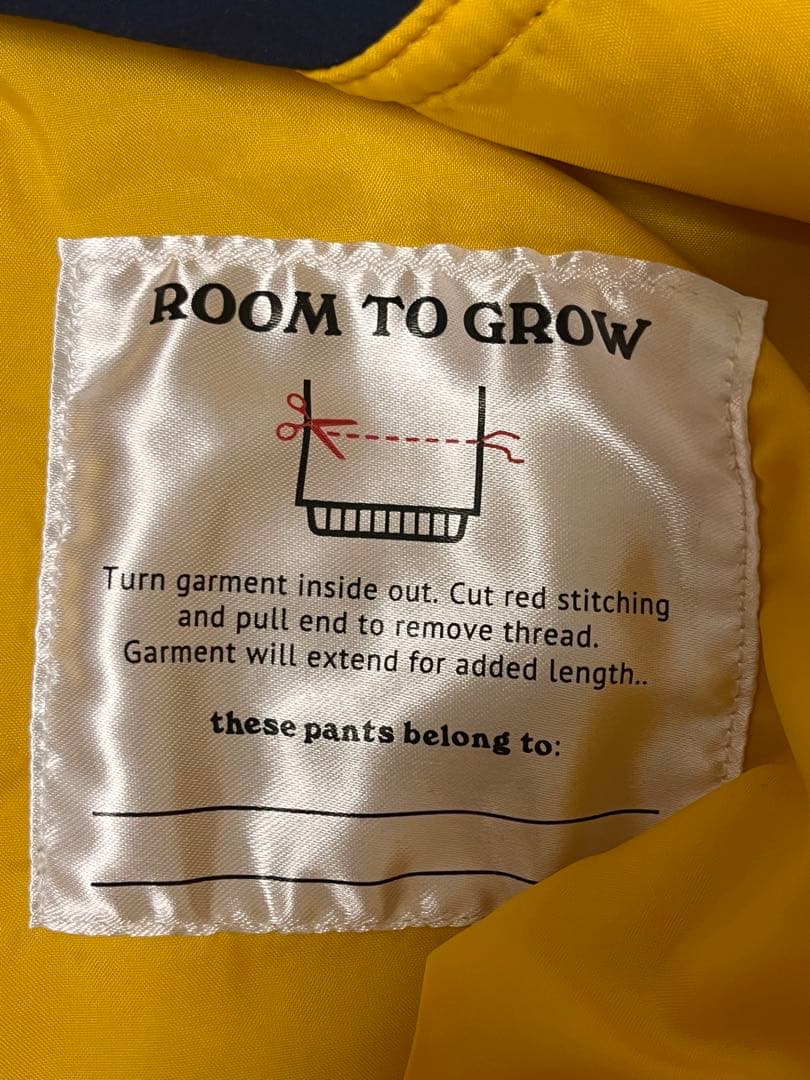 ROOM TO GROW
Turn garment inside out. Cut red stitching
and pull end to remove thread.
Garment will extend for added length..
these pants belong to: